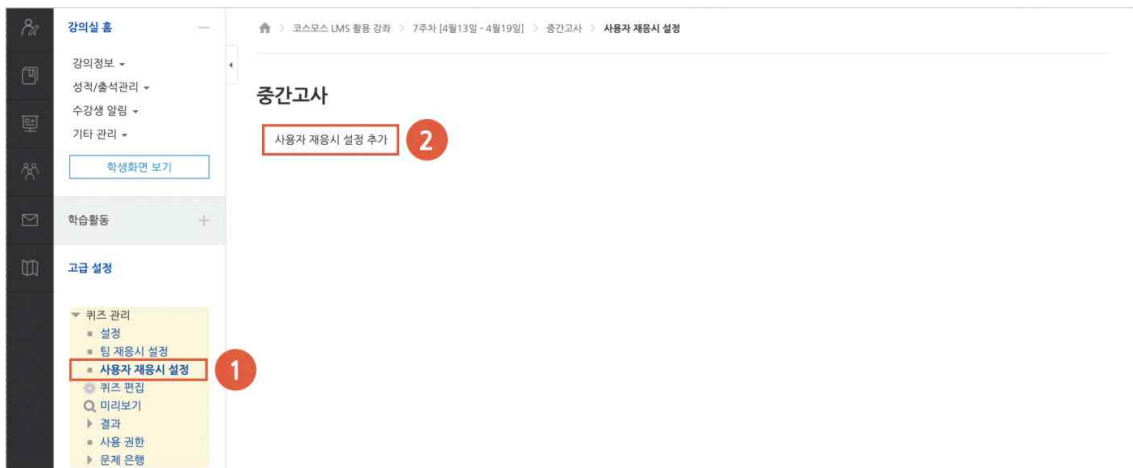 강의실 홈
강의정보
성적/출석관리
수강생 알림
기타 관리
학생화면 보기
학습활동
고급 설정
퀴즈 관리
설정
팀 재응시 설정
사용자 재응시 설정
1
퀴즈 편집
미리보기
결과
사용 권한
문제 은행
코스모스 LMS 활용 강좌 > 7주차 [4월13일 - 4월19일] > 중간고사 > 사용자 재응시 설정
중간고사
사용자 재응시 설정 추가
2